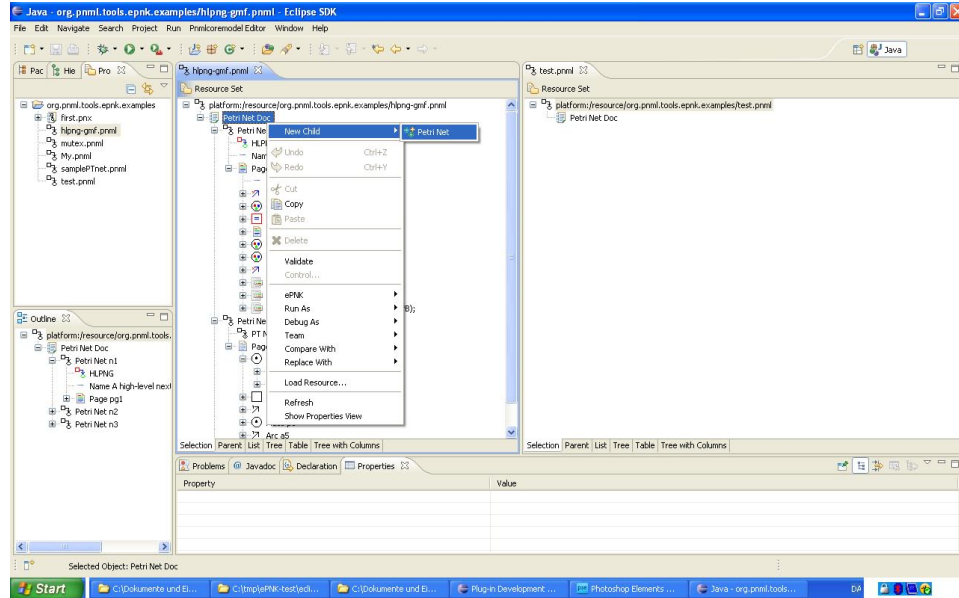 Java - org.pnml.tools.epnk.examples/hlpng-gmf.pnml - Eclipse SDK
File Edit Navigate Search Project Run PnmlcoremodelEditor Window Help
Java
Pac Hie Pro
hlpng-gmf.pnml
test.pnml
org.pnml.tools.epnk.examples
first.pnx
hlpng-gmf.pnml
mutex.pnml
My.pnml
samplePTnet.pnml
test.pnml
Resource Set
platform:/resource/org.pnml.tools.epnk.examples/hlpng-gmf.pnml
Petri Net Doc
Petri Ne
HLP
Nam
Page
B);
Petri Ne
PT N
Page
Arc a5
New Child
Petri Net
Undo Ctrl+Z
Redo Ctrl+Y
Cut
Copy
Paste
Delete
Validate
Control...
ePNK
Run As
Debug As
Team
Compare With
Replace With
Load Resource...
Refresh
Show Properties View
Selection Parent List Tree Table Tree with Columns
Resource Set
platform:/resource/org.pnml.tools.epnk.examples/test.pnml
Petri Net Doc
Selection Parent List Tree Table Tree with Columns
Outline
platform:/resource/org.pnml.tools.
Petri Net Doc
Petri Net n1
HLPNG
Name A high-level next
Page pg1
Petri Net n2
Petri Net n3
Problems Javadoc Declaration Properties
Property Value
Selected Object: Petri Net Doc
Start C:\Dokumente und Ei... C:\tmp\ePNK-test\ecli... C:\Dokumente und Ei... Plug-in Development ... Photoshop Elements ... Java - org.pnml.tools... DA